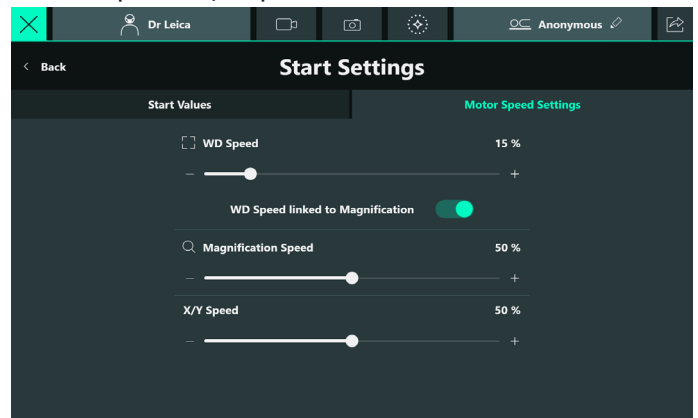 Dr Leica
Anonymous
Back
Start Settings
Start Values
Motor Speed Settings
WD Speed
15 %
WD Speed linked to Magnification
Magnification Speed
50 %
X/Y Speed
50 %